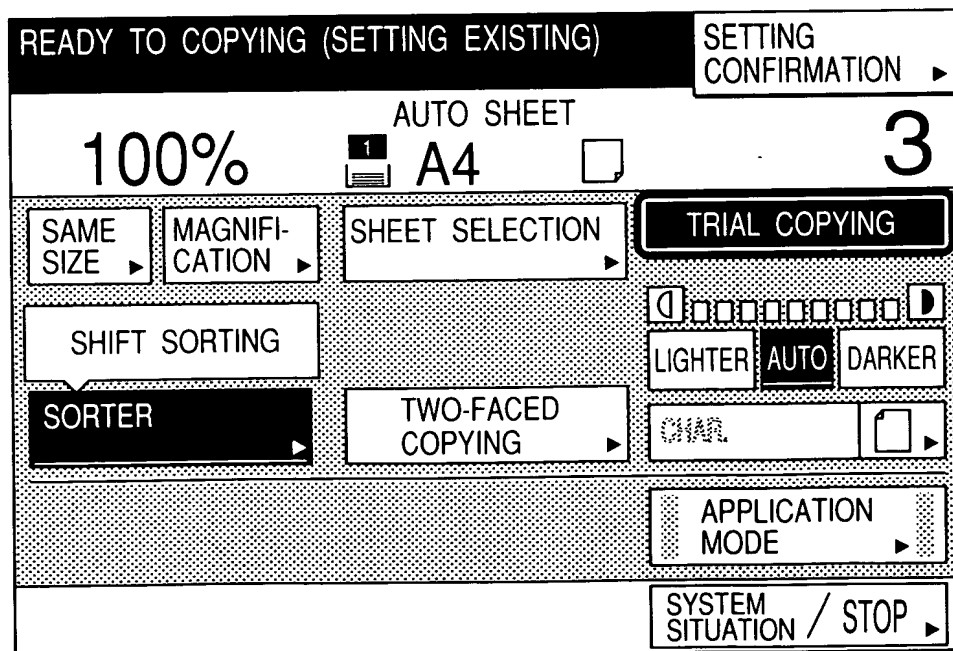 READY TO COPYING (SETTING EXISTING)
SETTING
CONFIRMATION
100%
AUTO SHEET
1
A4
3
SAME
SIZE
MAGNIFI-
CATION
SHEET SELECTION
TRIAL COPYING
SHIFT SORTING
LIGHTER
AUTO
DARKER
SORTER
TWO-FACED
COPYING
CHAR.
APPLICATION
MODE
SYSTEM
SITUATION / STOP